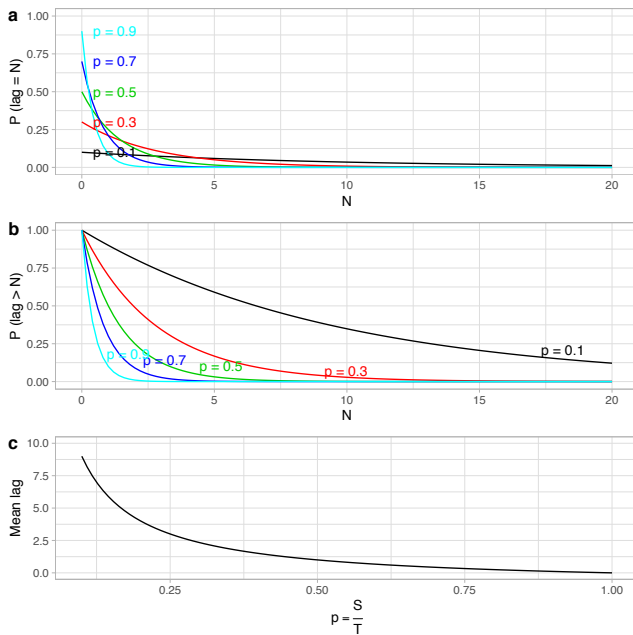 a
P (lag = N)
1.00
0.75
0.50
0.25
0.00
p = 0.9
p = 0.7
p = 0.5
p = 0.3
p = 0.1
0 5 10 15 20
N
b
P (lag > N)
1.00
0.75
0.50
0.25
0.00
p = 0.9
p = 0.7
p = 0.5
p = 0.3
p = 0.1
0 5 10 15 20
N
c
Mean lag
10.0
7.5
5.0
2.5
0.0
0.25 0.50 0.75 1.00
p = S/T